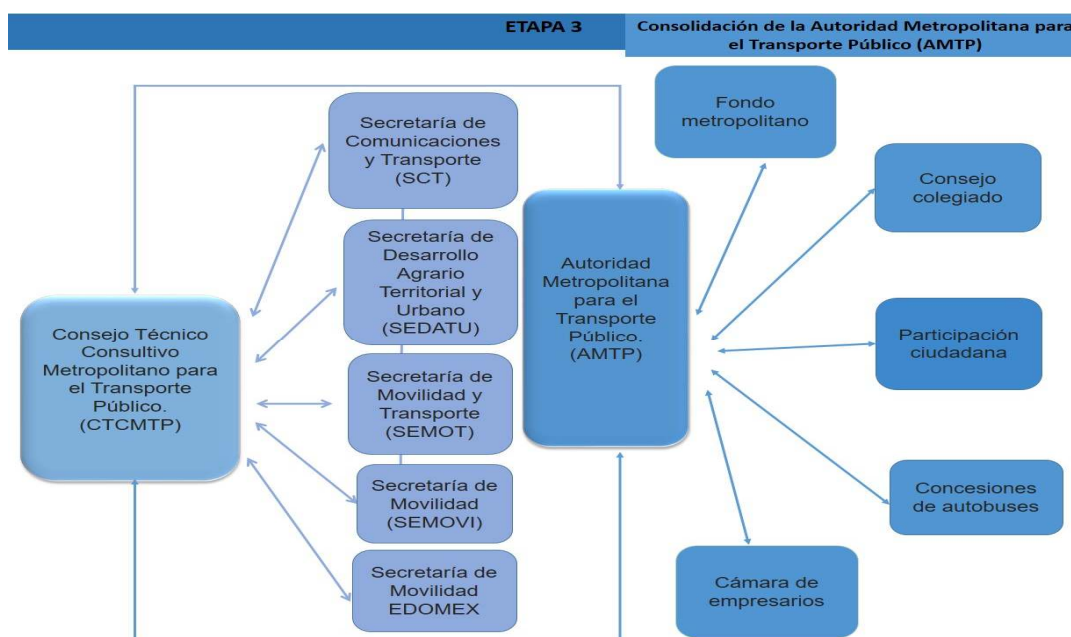 ETAPA 3
Consolidación de la Autoridad Metropolitana para
el Transporte Público (AMTP)
Consejo Técnico
Consultivo
Metropolitano para
el Transporte
Público.
(CTCMTP)
Secretaría de
Comunicaciones
y Transporte
(SCT)
Secretaría de
Desarrollo
Agrario
Territorial y
Urbano
(SEDATU)
Secretaría de
Movilidad y
Transporte
(SEMOT)
Secretaría de
Movilidad
(SEMOVI)
Secretaría de
Movilidad
EDOMEX
Autoridad
Metropolitana
para el
Transporte
Público.
(AMTP)
Fondo
metropolitano
Consejo
colegiado
Participación
ciudadana
Concesiones
de autobuses
Cámara de
empresarios